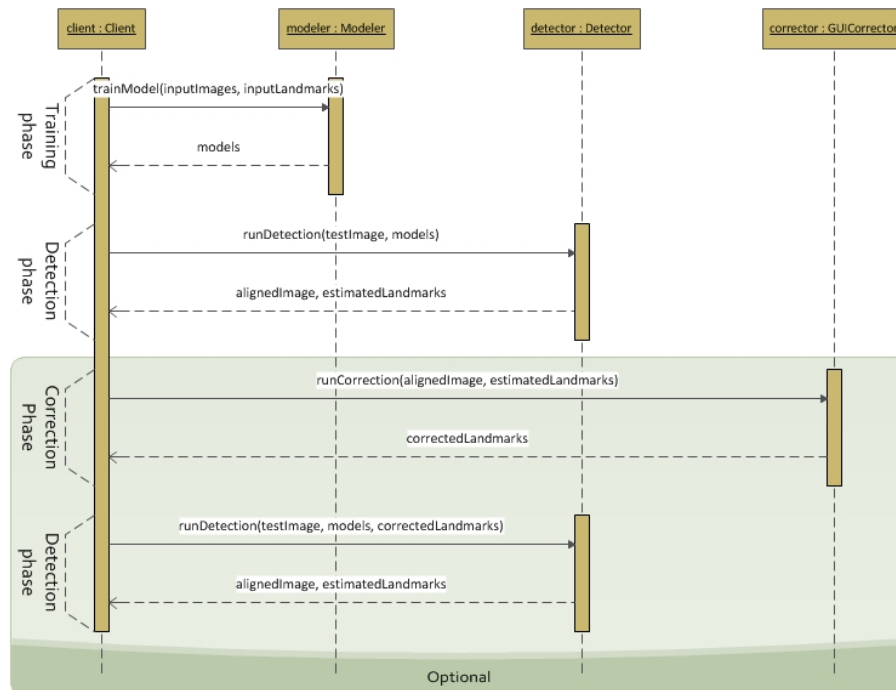 client : Client
modeler : Modeler
detector : Detector
corrector : GUICorrector
Training
phase
trainModel(inputImages, inputLandmarks)
models
Detection
phase
runDetection(testImage, models)
alignedImage, estimatedLandmarks
Correction
Phase
runCorrection(alignedImage, estimatedLandmarks)
correctedLandmarks
Detection
phase
runDetection(testImage, models, correctedLandmarks)
alignedImage, estimatedLandmarks
Optional